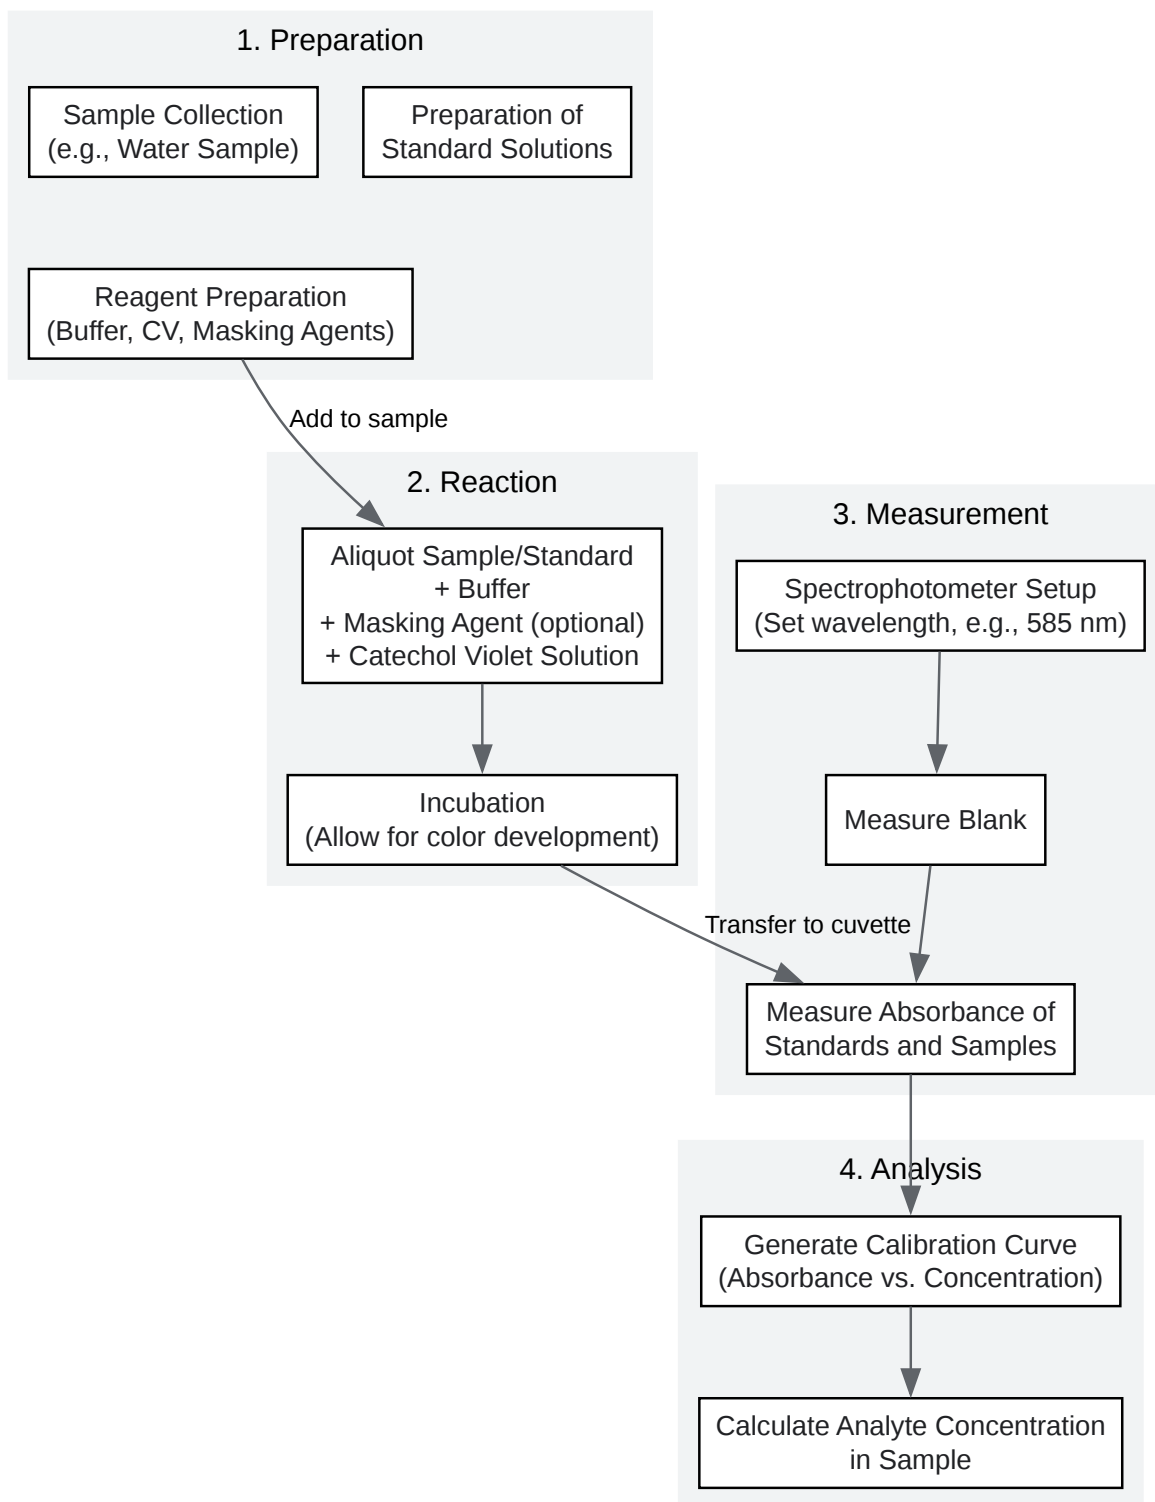 1. Preparation
Sample Collection
(e.g., Water Sample)
Preparation of
Standard Solutions
Reagent Preparation
(Buffer, CV, Masking Agents)
Add to sample
2. Reaction
Aliquot Sample/Standard
+ Buffer
+ Masking Agent (optional)
+ Catechol Violet Solution
Incubation
(Allow for color development)
3. Measurement
Spectrophotometer Setup
(Set wavelength, e.g., 585 nm)
Measure Blank
Transfer to cuvette
Measure Absorbance of
Standards and Samples
4. Analysis
Generate Calibration Curve
(Absorbance vs. Concentration)
Calculate Analyte Concentration
in Sample